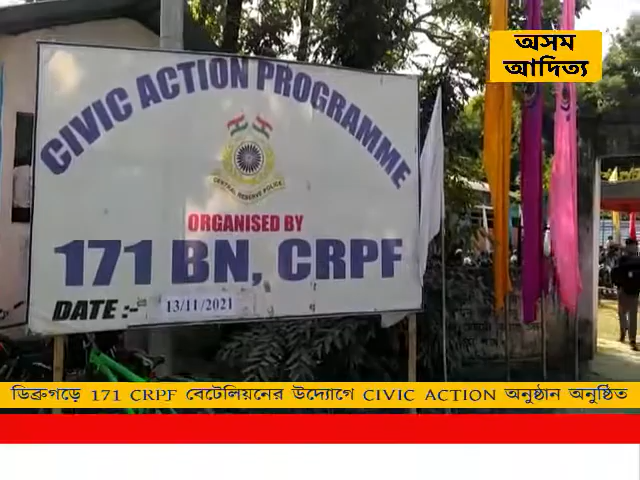 অসম
আদিত্য
CIVIC ACTION PROGRAMME
CENTRAL RESERVE POLICE FORCE
ORGANISED BY
171 BN, CRPF
DATE :- 13/11/2021
ডিব্ৰুগড়ে 171 CRPF বেটেলিয়নের উদ্যোগে CIVIC ACTION অনুষ্ঠান অনুষ্ঠিত